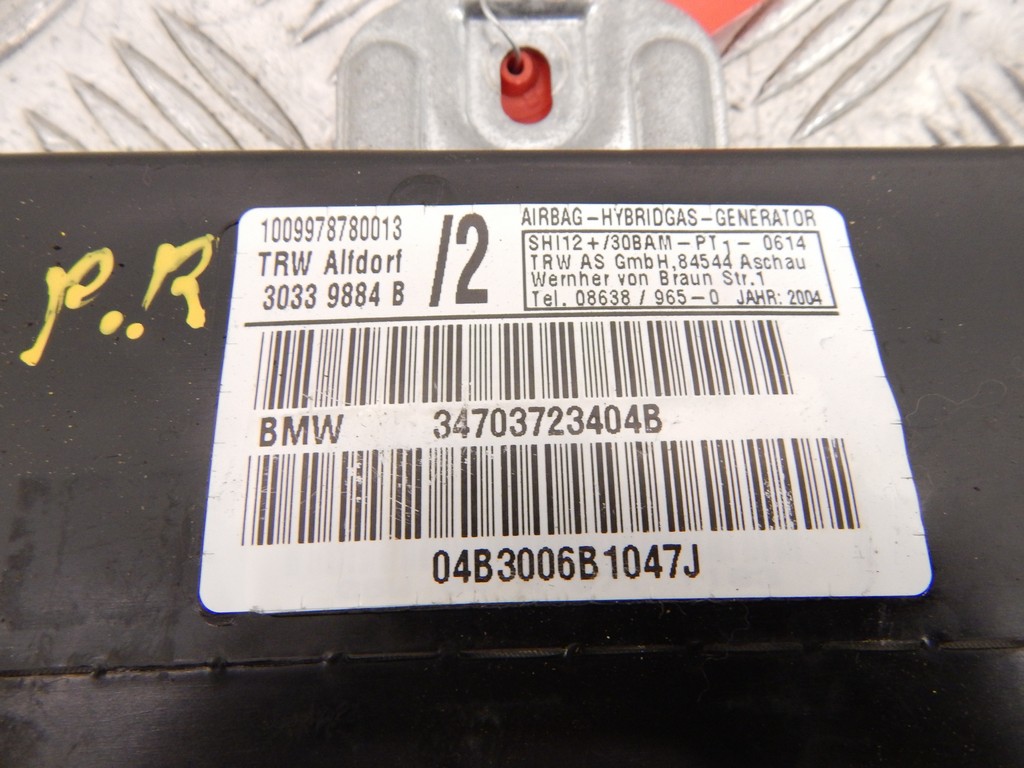 P..R
1009978780013
TRW Alfdorf
3033 9884 B
/2
AIRBAG-HYBRIDGAS-GENERATOR
SHI12+/30BAM-PT1-0614
TRW AS GmbH,84544 Aschau
Wernher von Braun Str.1
Tel. 08638 / 965-0 JAHR: 2004
BMW 34703723404B
04B3006B1047J